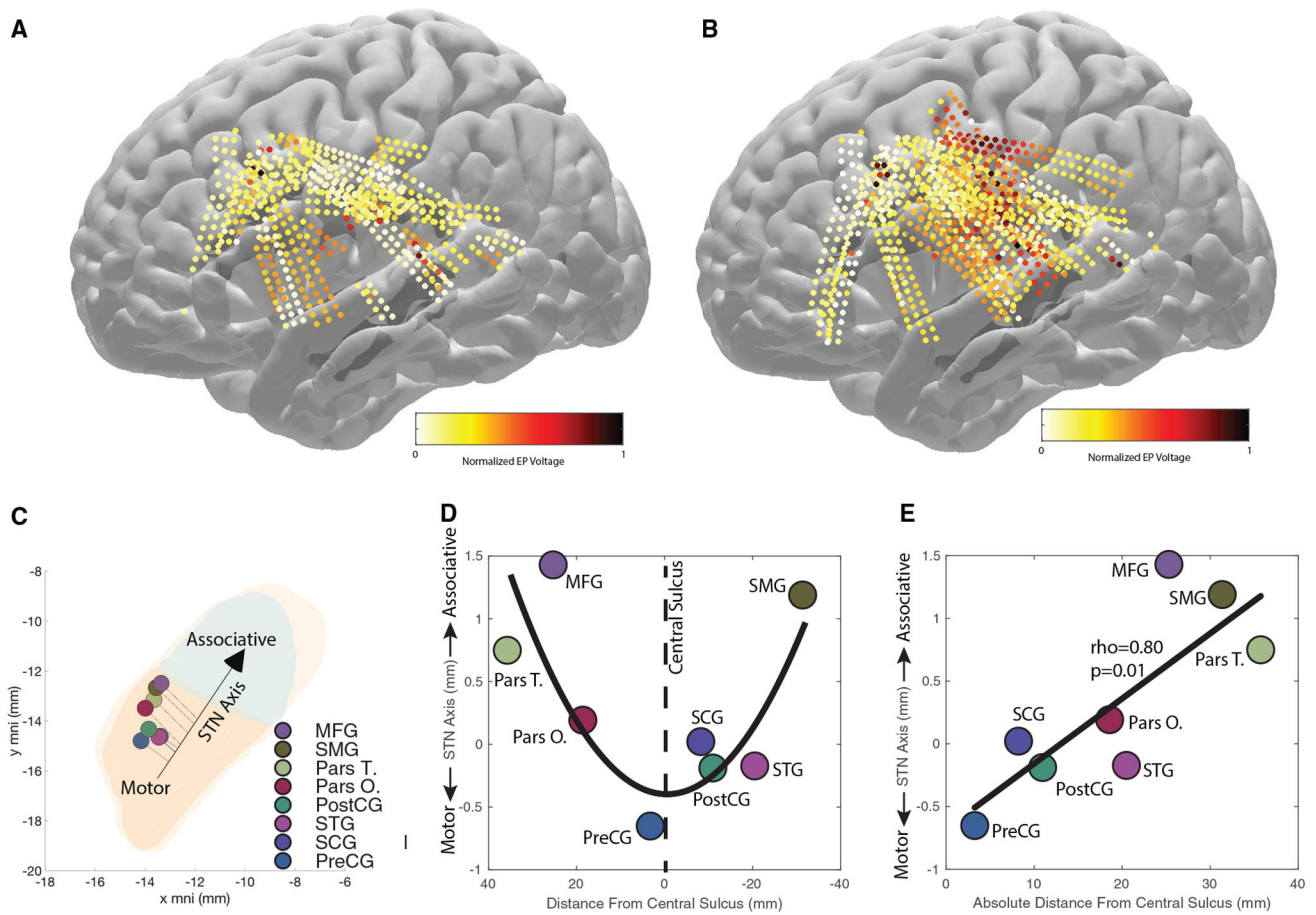 A
B
0
1
Normalized EP Voltage
0
1
Normalized EP Voltage
C
-8
-10
-12
-14
-16
-18
-20
y mni (mm)
-18
-16
-14
-12
-10
-8
-6
x mni (mm)
Associative
STN Axis
Motor
MFG
SMG
Pars T.
Pars O.
PostCG
STG
SCG
PreCG
I
D
Motor
STN Axis (mm)
Associative
1.5
1
0.5
0
-0.5
-1
40
20
0
-20
-40
Distance From Central Sulcus (mm)
Central Sulcus
MFG
SMG
Pars T.
Pars O.
SCG
PostCG
STG
PreCG
E
Motor
STN Axis (mm)
Associative
1.5
1
0.5
0
-0.5
-1
0
10
20
30
40
Absolute Distance From Central Sulcus (mm)
MFG
SMG
rho=0.80
p=0.01
Pars T.
SCG
Pars O.
STG
PostCG
PreCG